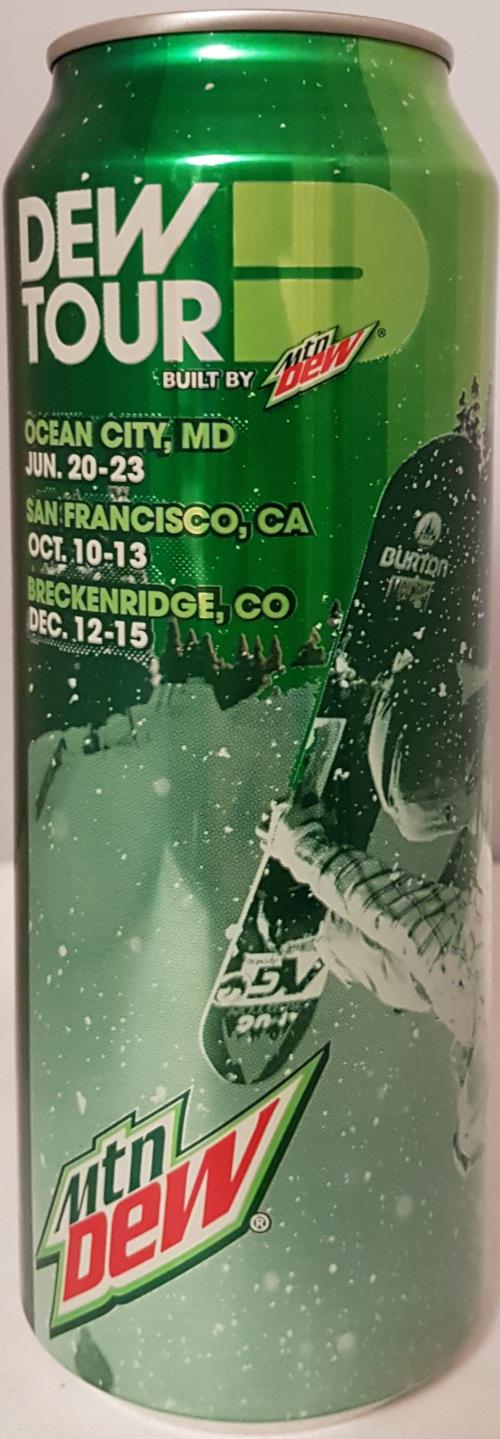 DEW
TOUR
BUILT BY mtn DEW ®
OCEAN CITY, MD
JUN. 20-23
SAN FRANCISCO, CA
OCT. 10-13
BRECKENRIDGE, CO
DEC. 12-15
BURTON
mtn
DEW ®